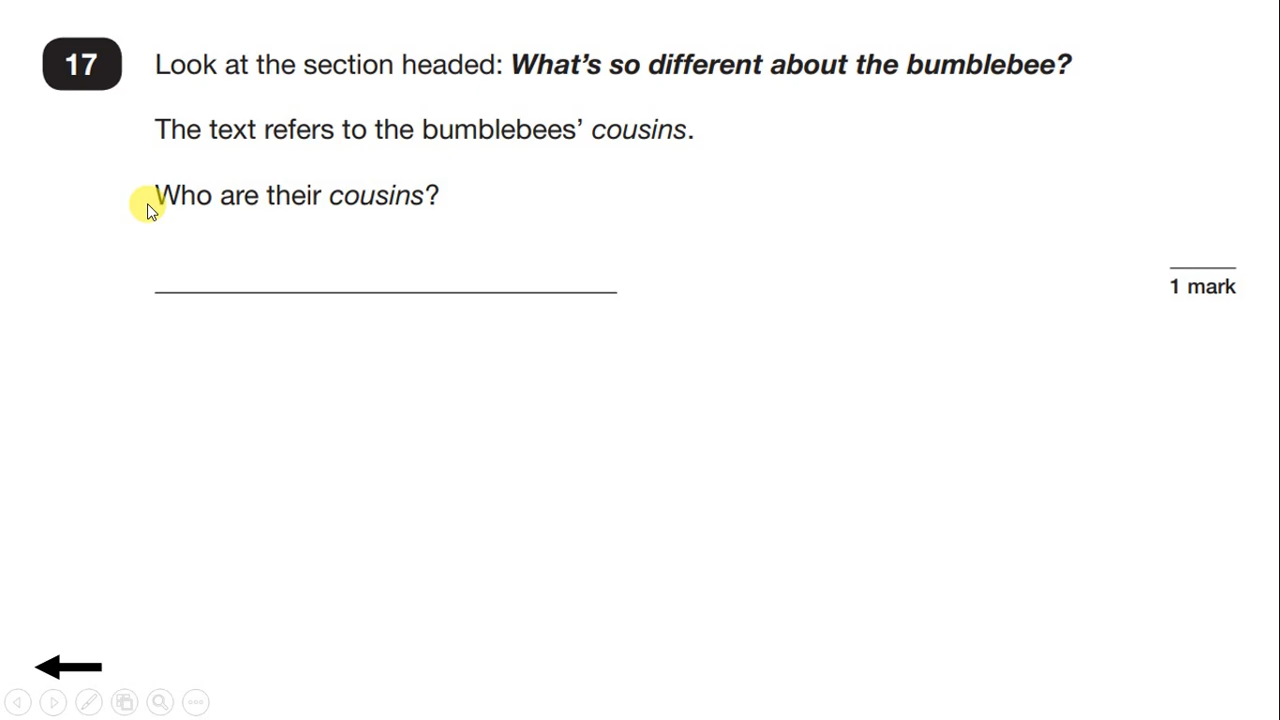 17 Look at the section headed: What's so different about the bumblebee?
The text refers to the bumblebees' cousins.
Who are their cousins?
1 mark